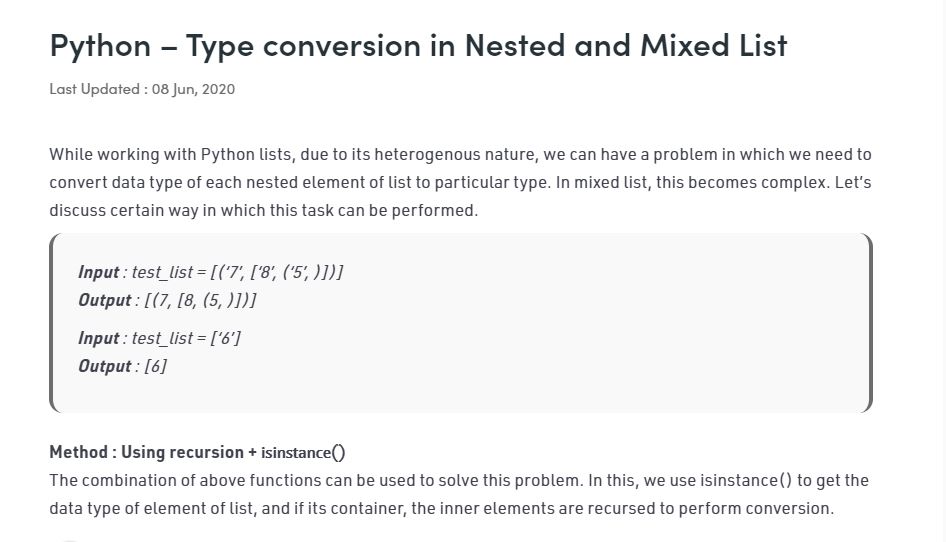 Python – Type conversion in Nested and Mixed List
Last Updated : 08 Jun, 2020
While working with Python lists, due to its heterogenous nature, we can have a problem in which we need to
convert data type of each nested element of list to particular type. In mixed list, this becomes complex. Let’s
discuss certain way in which this task can be performed.
Input : test_list = [(‘7’, [‘8’, (‘5’, )])]
Output : [(7, [8, (5, )])]
Input : test_list = [‘6’]
Output : [6]
Method : Using recursion + isinstance()
The combination of above functions can be used to solve this problem. In this, we use isinstance() to get the
data type of element of list, and if its container, the inner elements are recursed to perform conversion.